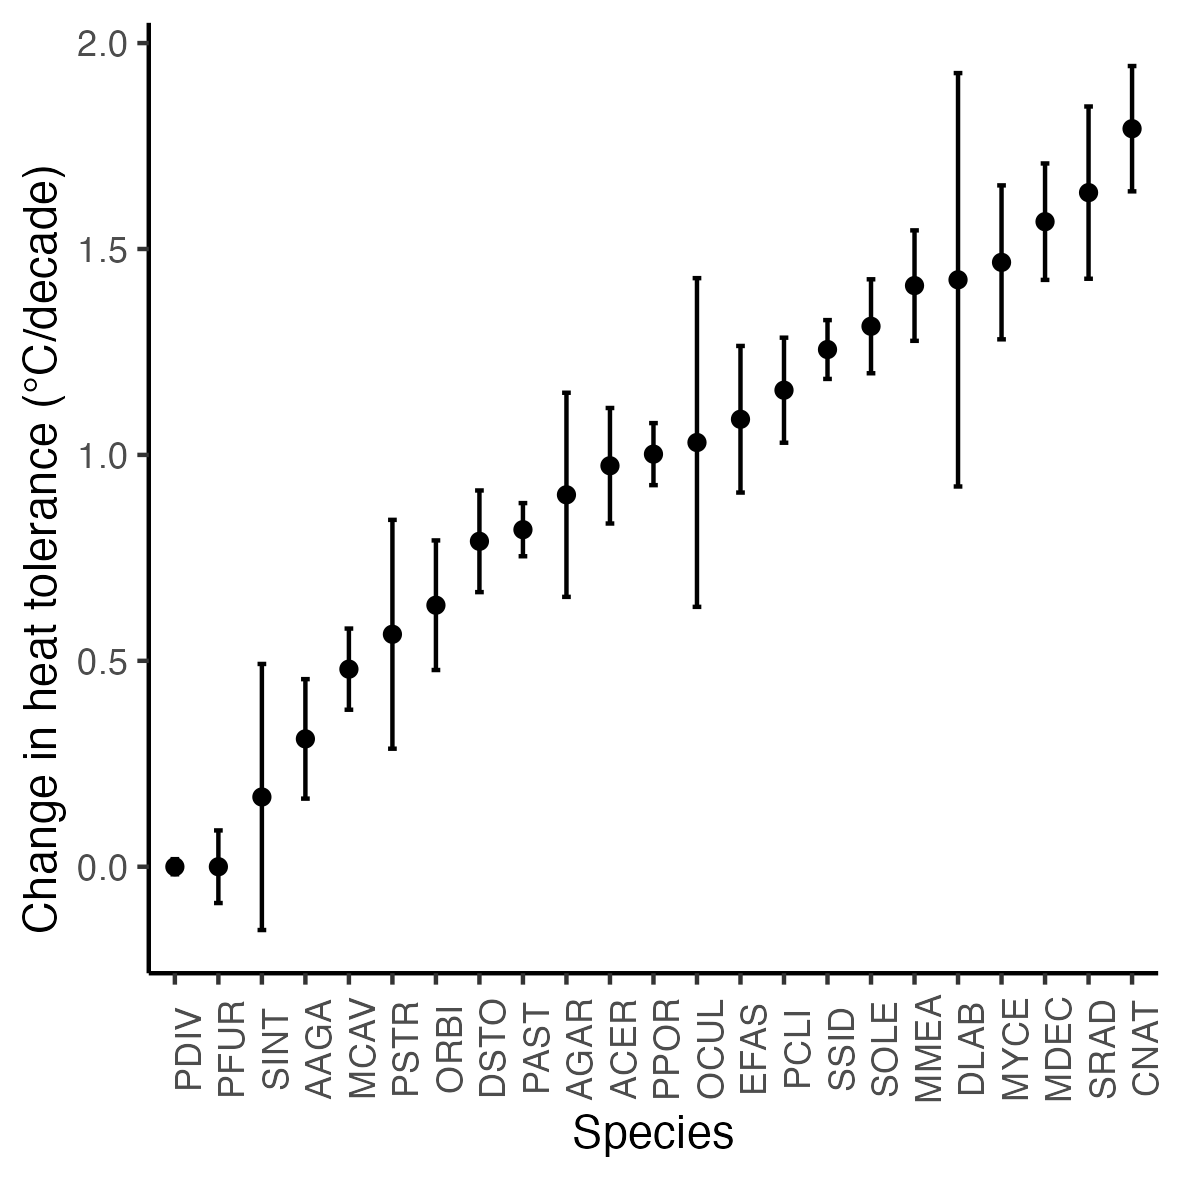 Change in heat tolerance (°C/decade)
2.0
1.5
1.0
0.5
0.0
PDIV
PFUR
SINT
AAGA
MCAV
PSTR
ORBI
DSTO
PAST
AGAR
ACER
PPOR
OCUL
EFAS
PCLI
SSID
SOLE
MMEA
DLAB
MYCE
MDEC
SRAD
CNAT
Species